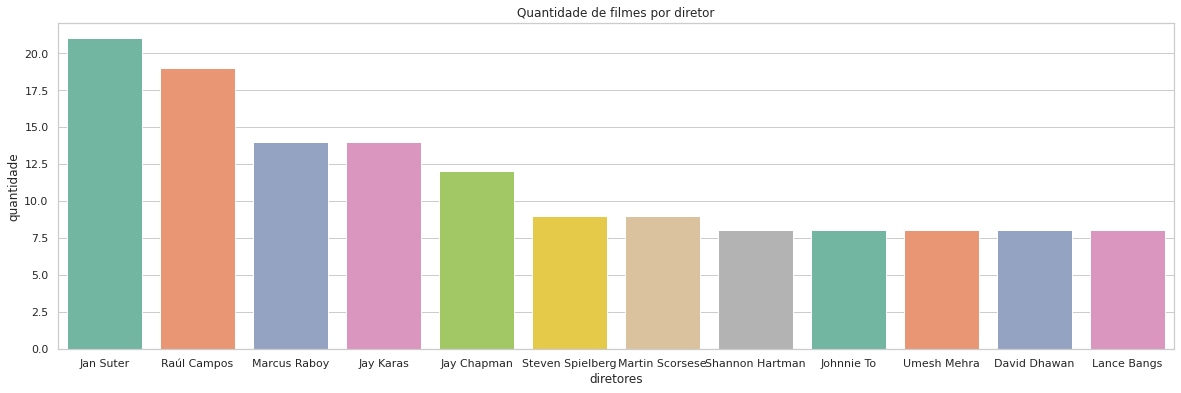 Quantidade de filmes por diretor
quantidade
20.0
17.5
15.0
12.5
10.0
7.5
5.0
2.5
0.0
Jan Suter Raúl Campos Marcus Raboy Jay Karas Jay Chapman Steven Spielberg Martin Scorsese Shannon Hartman Johnnie To Umesh Mehra David Dhawan Lance Bangs
diretores